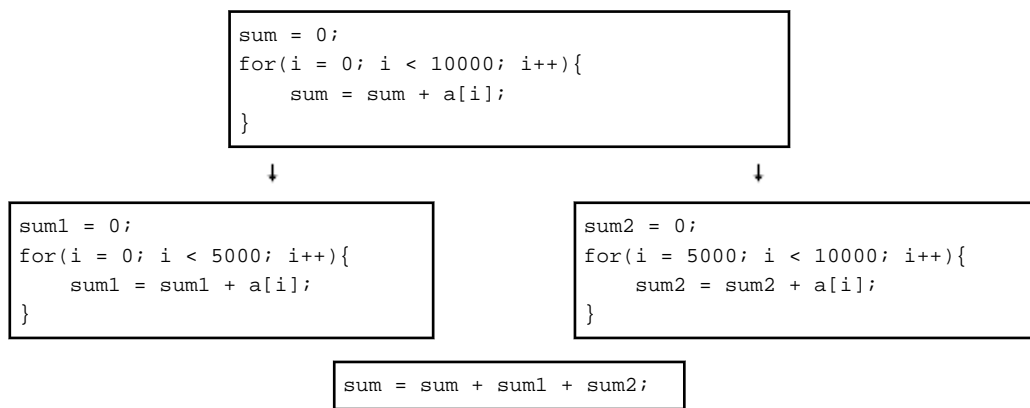 sum = 0;
for(i = 0; i < 10000; i++){
sum = sum + a[i];
}
sum1 = 0;
for(i = 0; i < 5000; i++){
sum1 = sum1 + a[i];
}
sum2 = 0;
for(i = 5000; i < 10000; i++){
sum2 = sum2 + a[i];
}
sum = sum + sum1 + sum2;